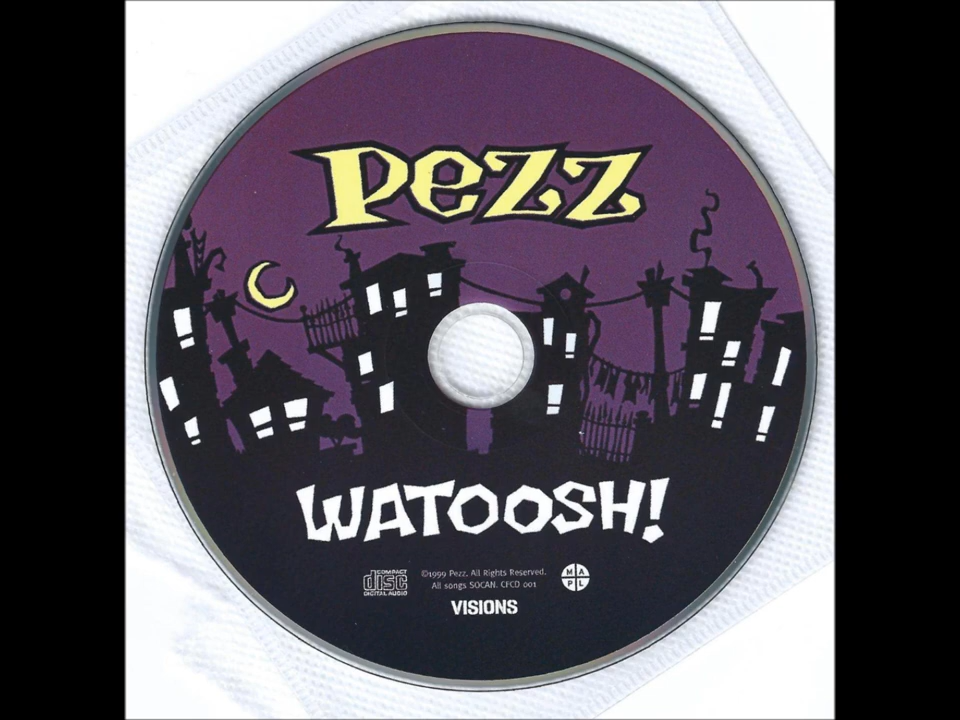 Pezz
WATOOSH!
COMPACT
disc
DIGITAL AUDIO
©1999 Pezz. All Rights Reserved.
All songs SOCAN. CFCD 001
M A
P L
VISIONS